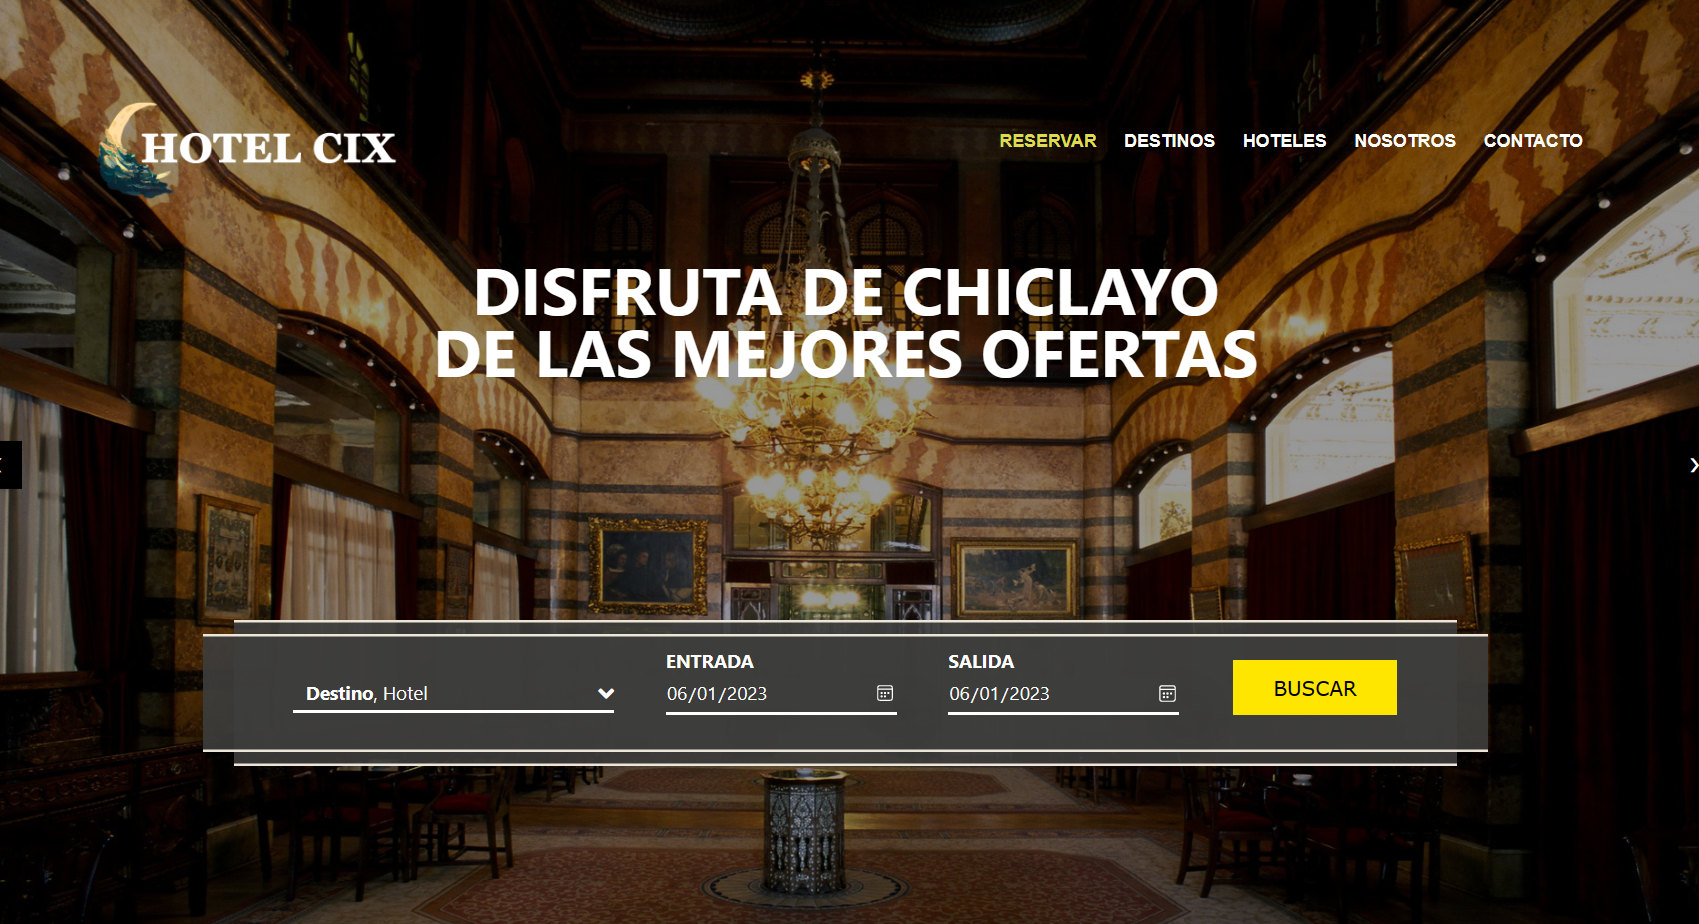 HOTEL CIX
RESERVAR DESTINOS HOTELES NOSOTROS CONTACTO
DISFRUTA DE CHICLAYO
DE LAS MEJORES OFERTAS
ENTRADA SALIDA
Destino, Hotel 06/01/2023 06/01/2023 BUSCAR